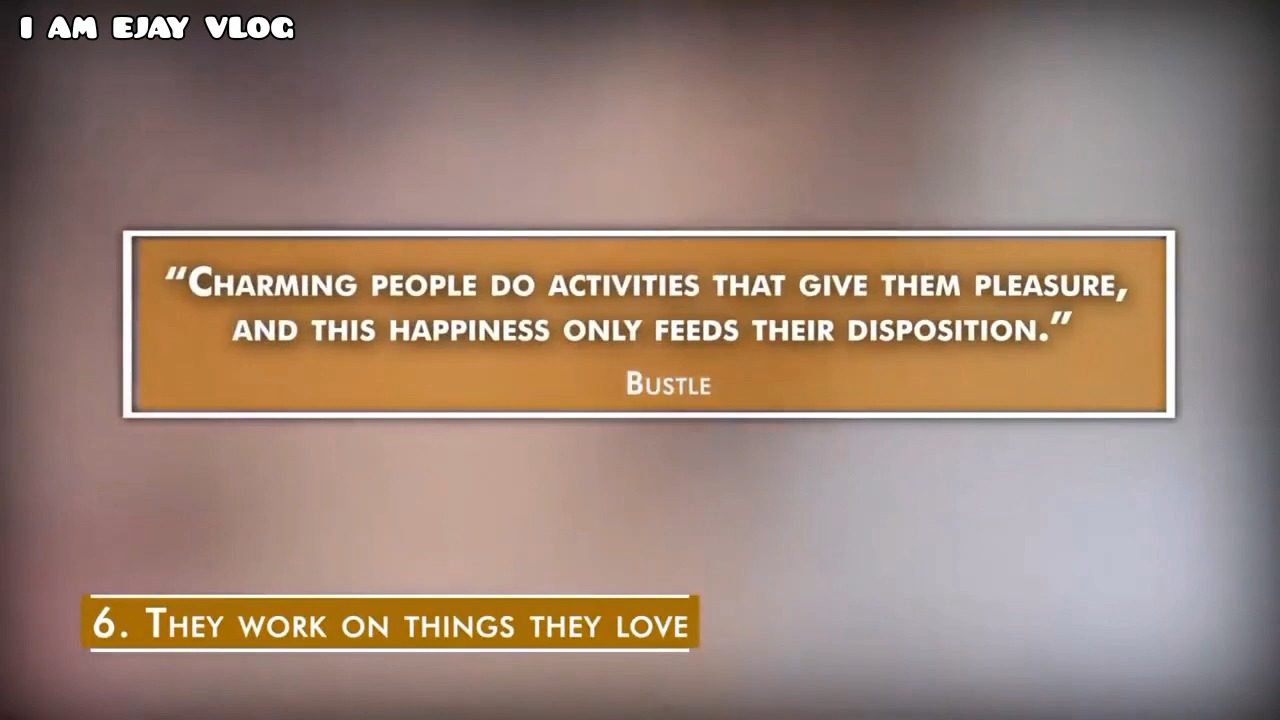 I AM EJAY VLOG
“CHARMING PEOPLE DO ACTIVITIES THAT GIVE THEM PLEASURE,
AND THIS HAPPINESS ONLY FEEDS THEIR DISPOSITION.”
BUSTLE
6. THEY WORK ON THINGS THEY LOVE